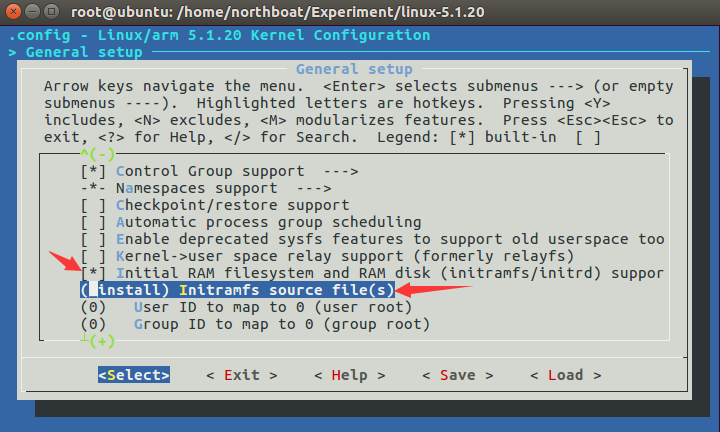 root@ubuntu: /home/northboat/Experiment/linux-5.1.20
.config - Linux/arm 5.1.20 Kernel Configuration
> General setup
General setup
Arrow keys navigate the menu.  <Enter> selects submenus ---> (or empty
submenus ----).  Highlighted letters are hotkeys.  Pressing <Y>
includes, <N> excludes, <M> modularizes features.  Press <Esc><Esc> to
exit, <?> for Help, </> for Search.  Legend: [*] built-in  [ ]
^(-)
[*] Control Group support  --->
-*- Namespaces support  --->
[ ] Checkpoint/restore support
[ ] Automatic process group scheduling
[ ] Enable deprecated sysfs features to support old userspace too
[ ] Kernel->user space relay support (formerly relayfs)
[*] Initial RAM filesystem and RAM disk (initramfs/initrd) suppor
(_install) Initramfs source file(s)
(0)   User ID to map to 0 (user root)
(0)   Group ID to map to 0 (group root)
┴(+)
<Select>    < Exit >    < Help >    < Save >    < Load >